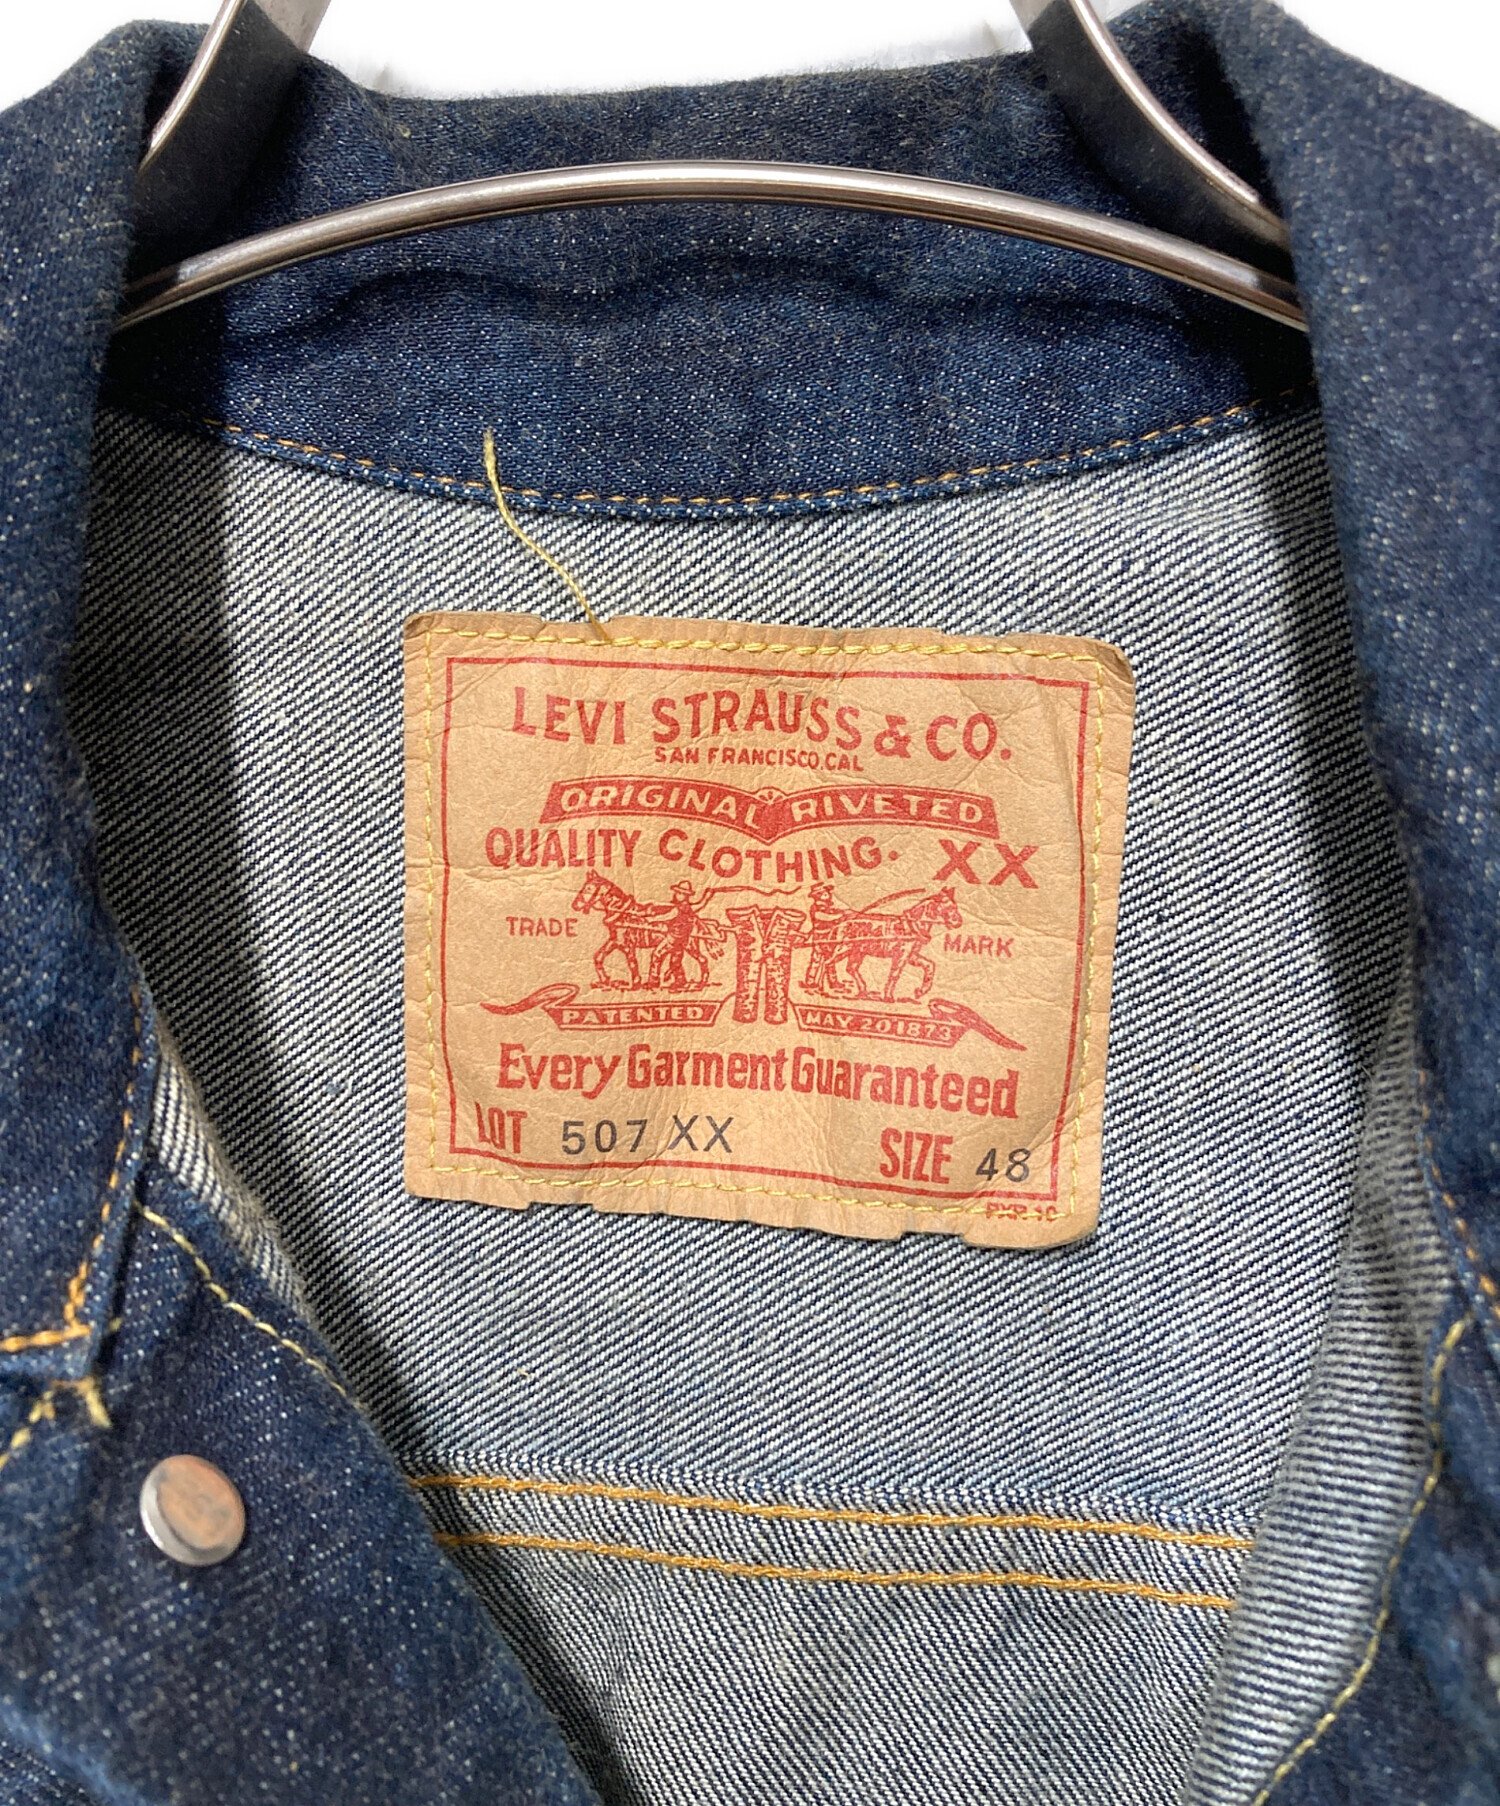 LEVI STRAUSS & CO.
SAN FRANCISCO. CAL
ORIGINAL RIVETED
QUALITY CLOTHING. XX
TRADE MARK
PATENTED MAY 20 1873
Every Garment Guaranteed
LOT 507 XX SIZE 48